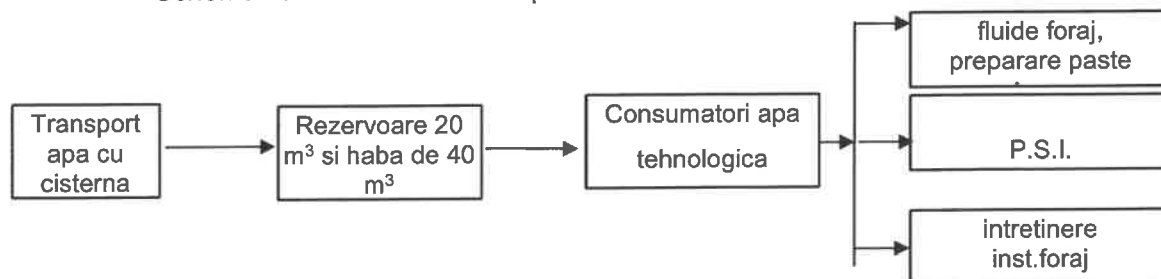 Transport
apa cu
cisterna
Rezervoare 20
m³ si haba de 40
m³
Consumatori apa
tehnologica
fluide foraj,
preparare paste
P.S.I.
intretinere
inst.foraj